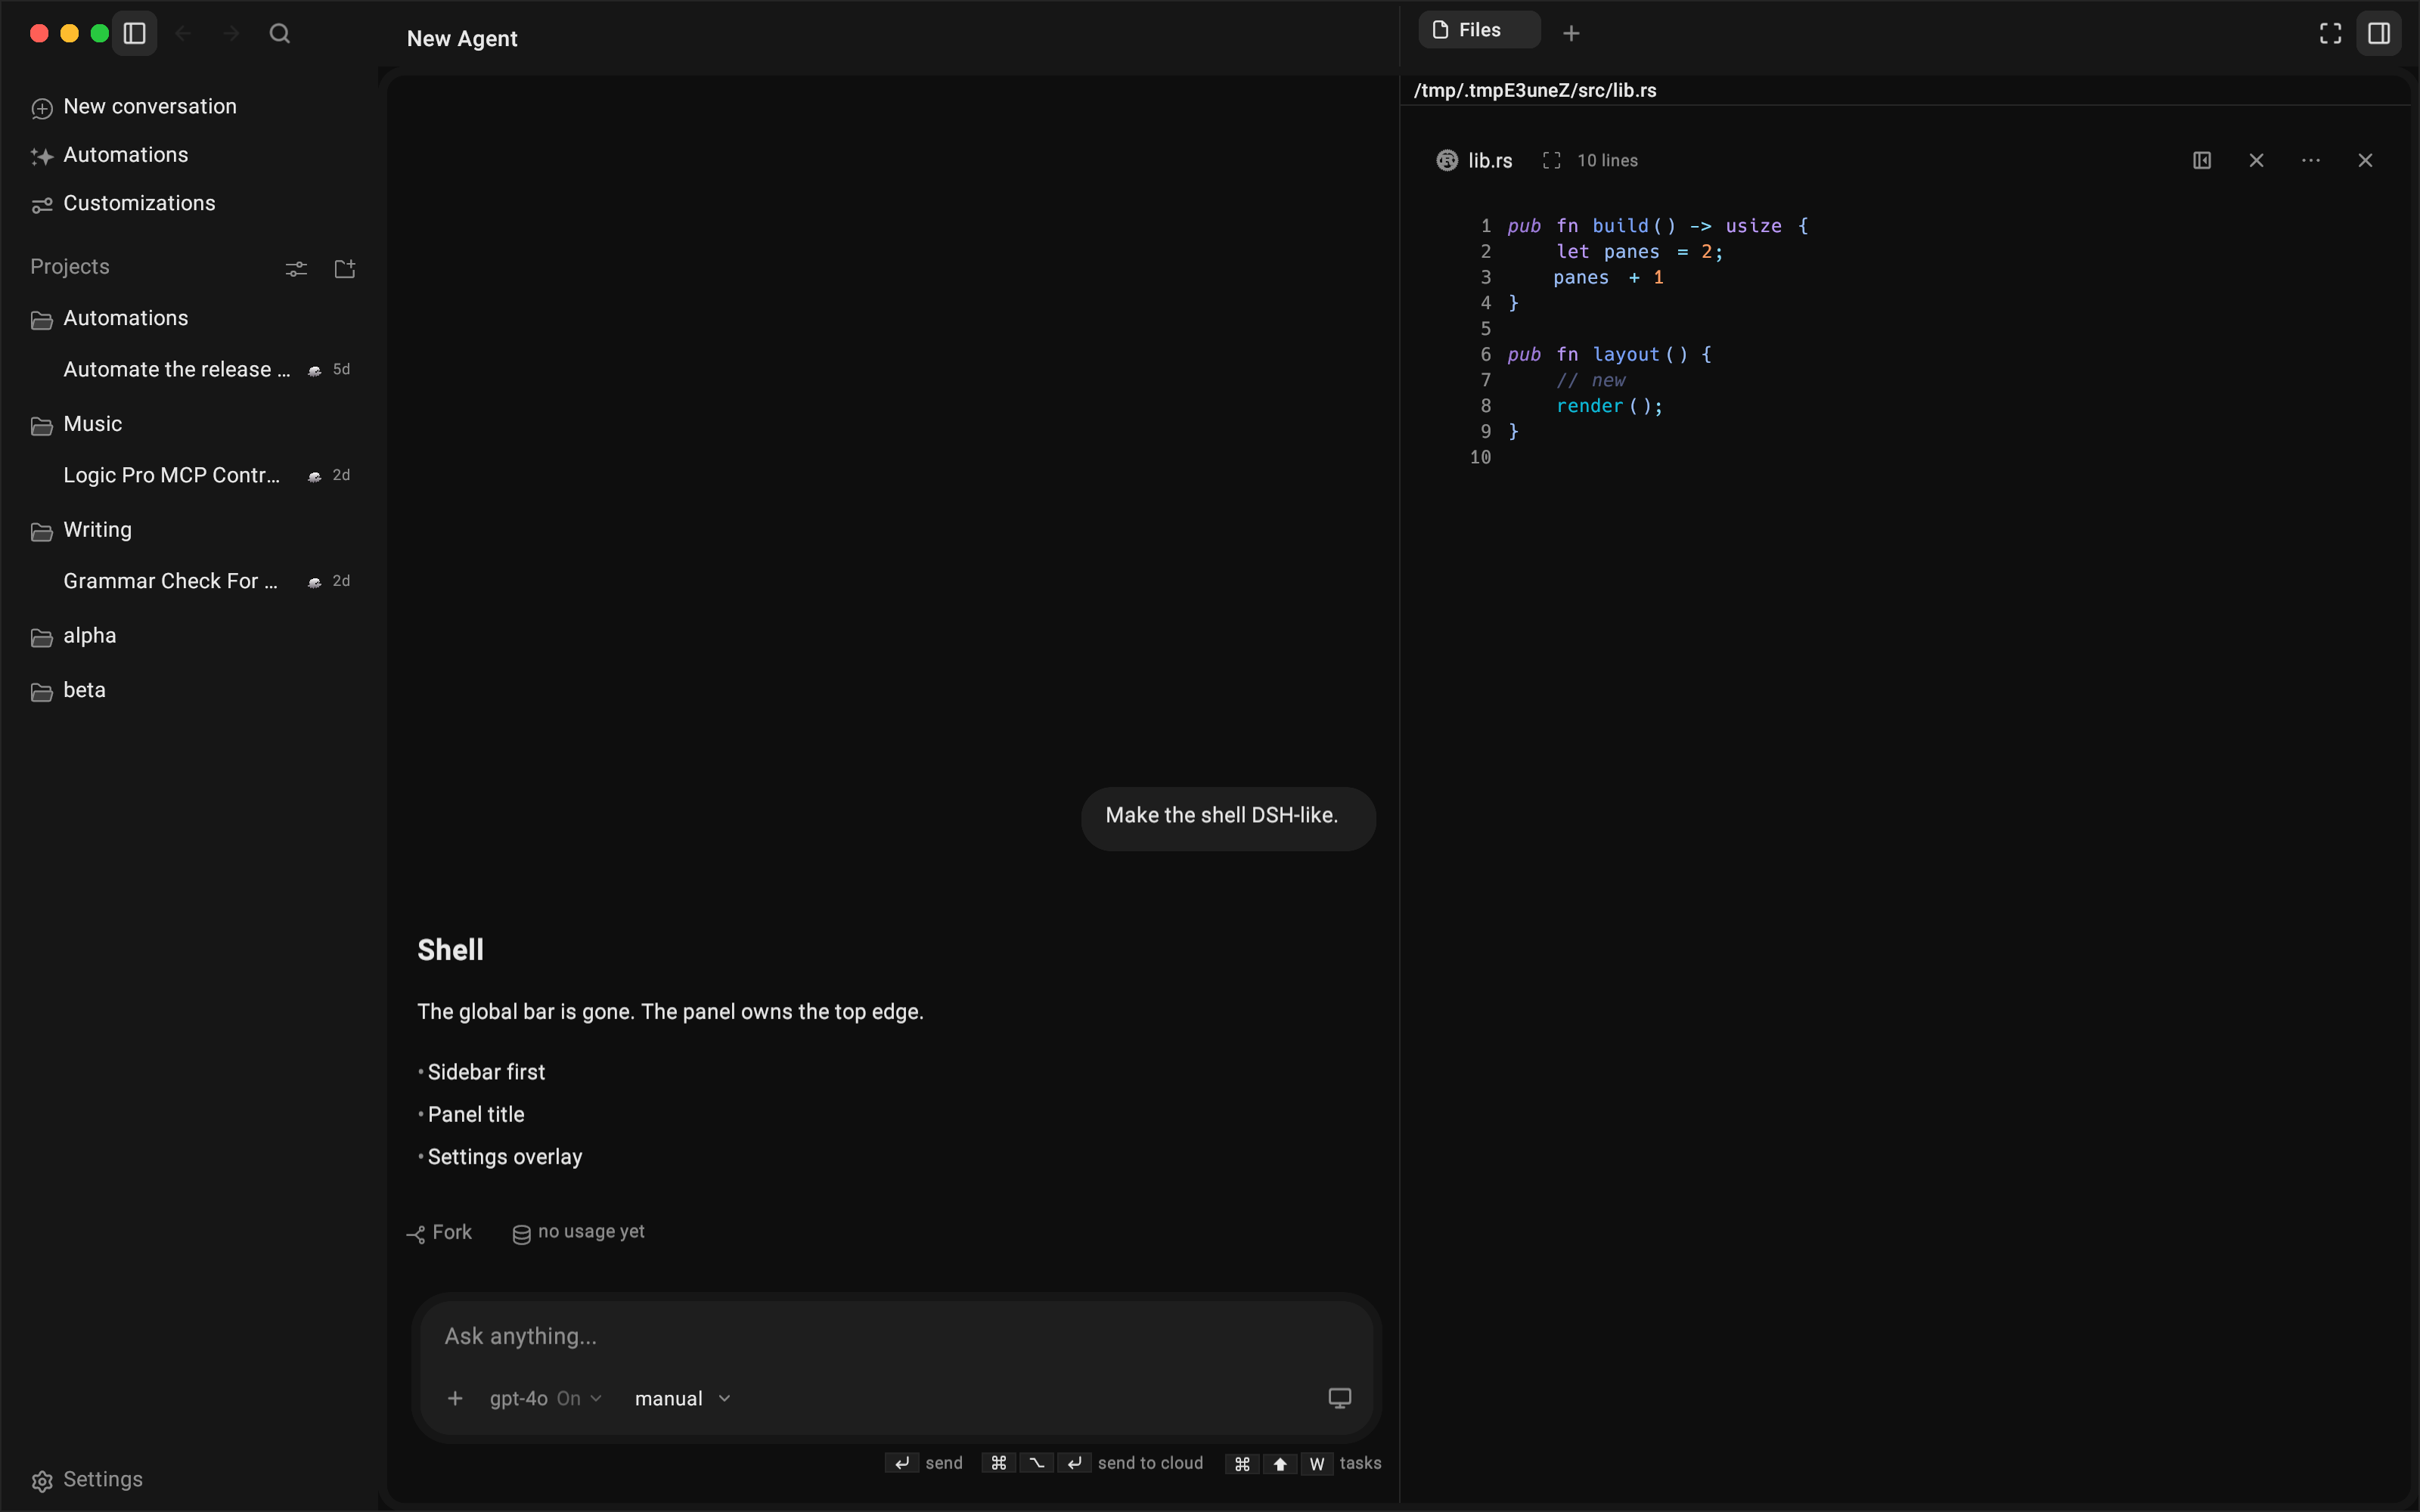 New Agent
Files
New conversation
Automations
Customizations
Projects
Automations
Automate the release ... 5d
Music
Logic Pro MCP Contr... 2d
Writing
Grammar Check For ... 2d
alpha
beta
Settings
Make the shell DSH-like.
Shell
The global bar is gone. The panel owns the top edge.
• Sidebar first
• Panel title
• Settings overlay
Fork no usage yet
Ask anything...
+ gpt-4o On manual
↵ send ⌘ ⌥ ↵ send to cloud ⌘ ⬆ W tasks
/tmp/.tmpE3uneZ/src/lib.rs
lib.rs 10 lines
1 pub fn build() -> usize {
2     let panes = 2;
3     panes + 1
4 }
5
6 pub fn layout() {
7     // new
8     render();
9 }
10